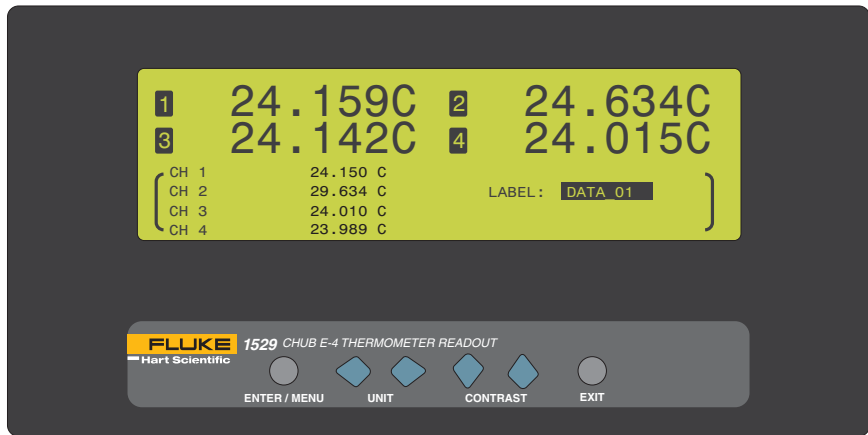 1 24.159C 2 24.634C
3 24.142C 4 24.015C
CH 1 24.150 C
CH 2 29.634 C
CH 3 24.010 C
CH 4 23.989 C
LABEL: DATA_01
FLUKE
Hart Scientific
1529 CHUB E-4 THERMOMETER READOUT
ENTER / MENU UNIT CONTRAST EXIT